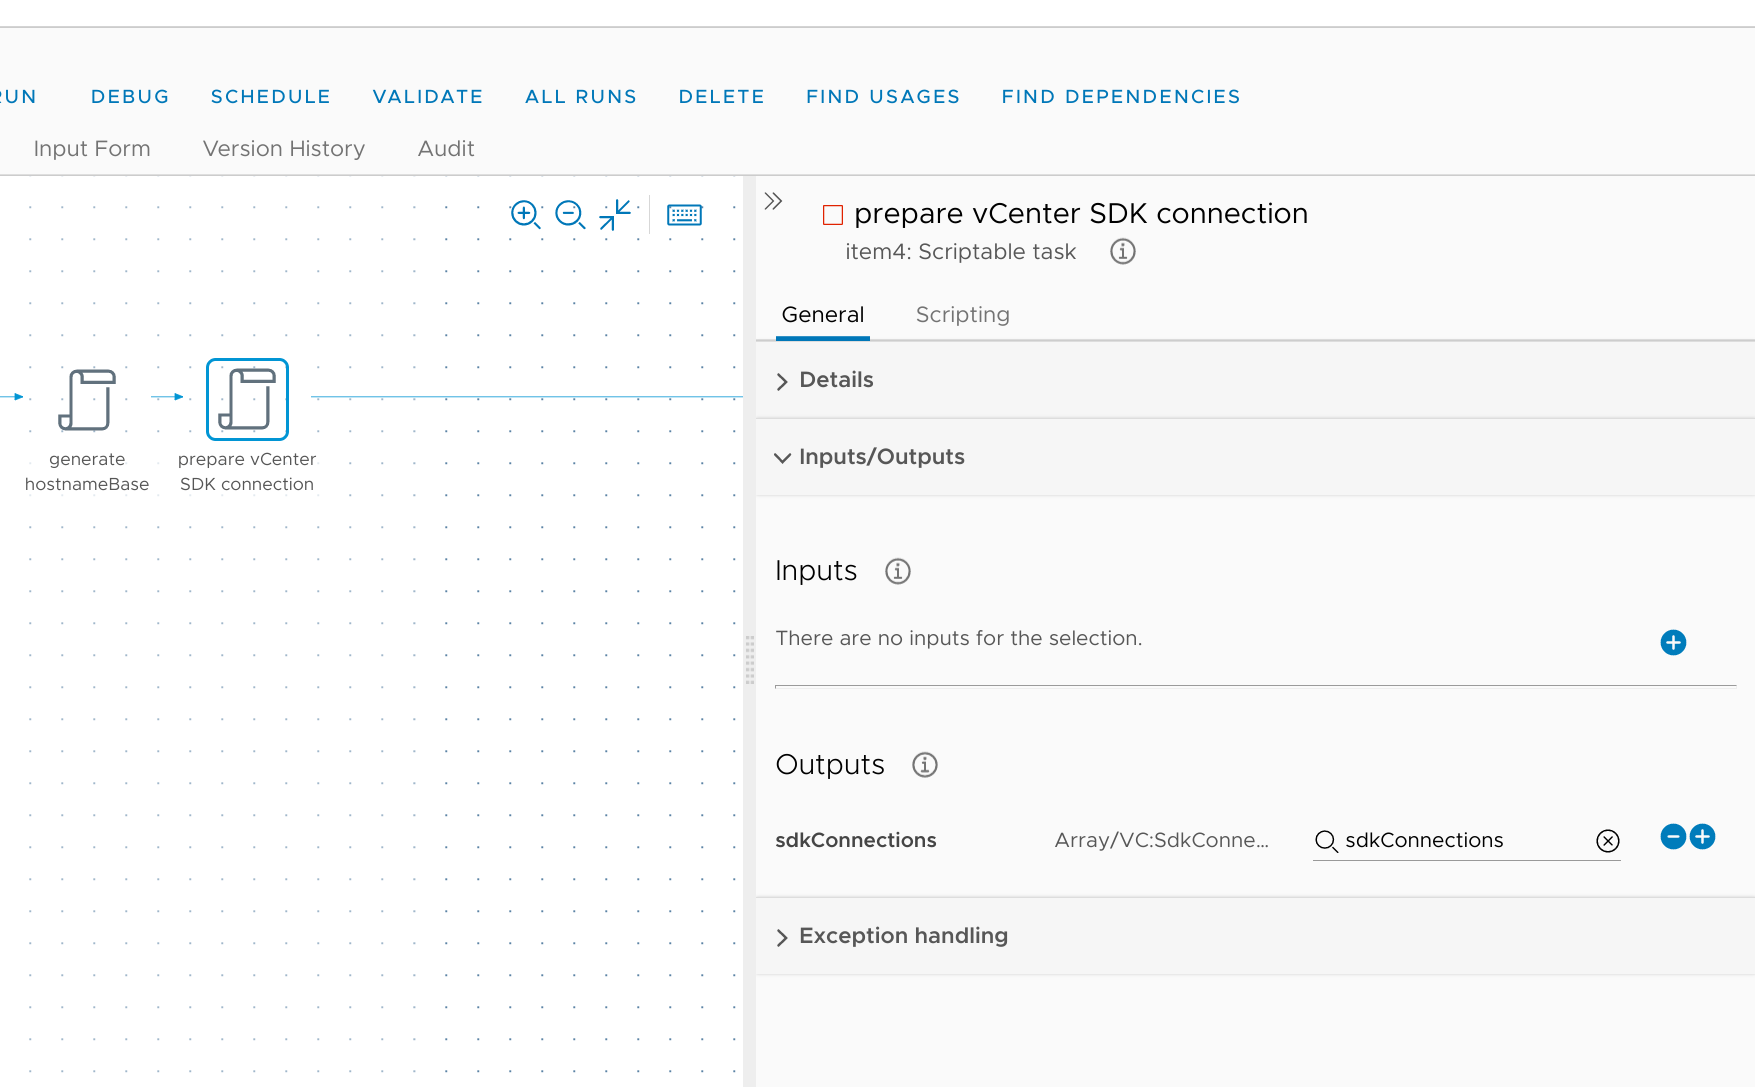 RUN DEBUG SCHEDULE VALIDATE ALL RUNS DELETE FIND USAGES FIND DEPENDENCIES
Input Form Version History Audit
generate
hostnameBase
prepare vCenter
SDK connection
prepare vCenter SDK connection
item4: Scriptable task
General Scripting
Details
Inputs/Outputs
Inputs
There are no inputs for the selection.
Outputs
sdkConnections Array/VC:SdkConne... sdkConnections
Exception handling